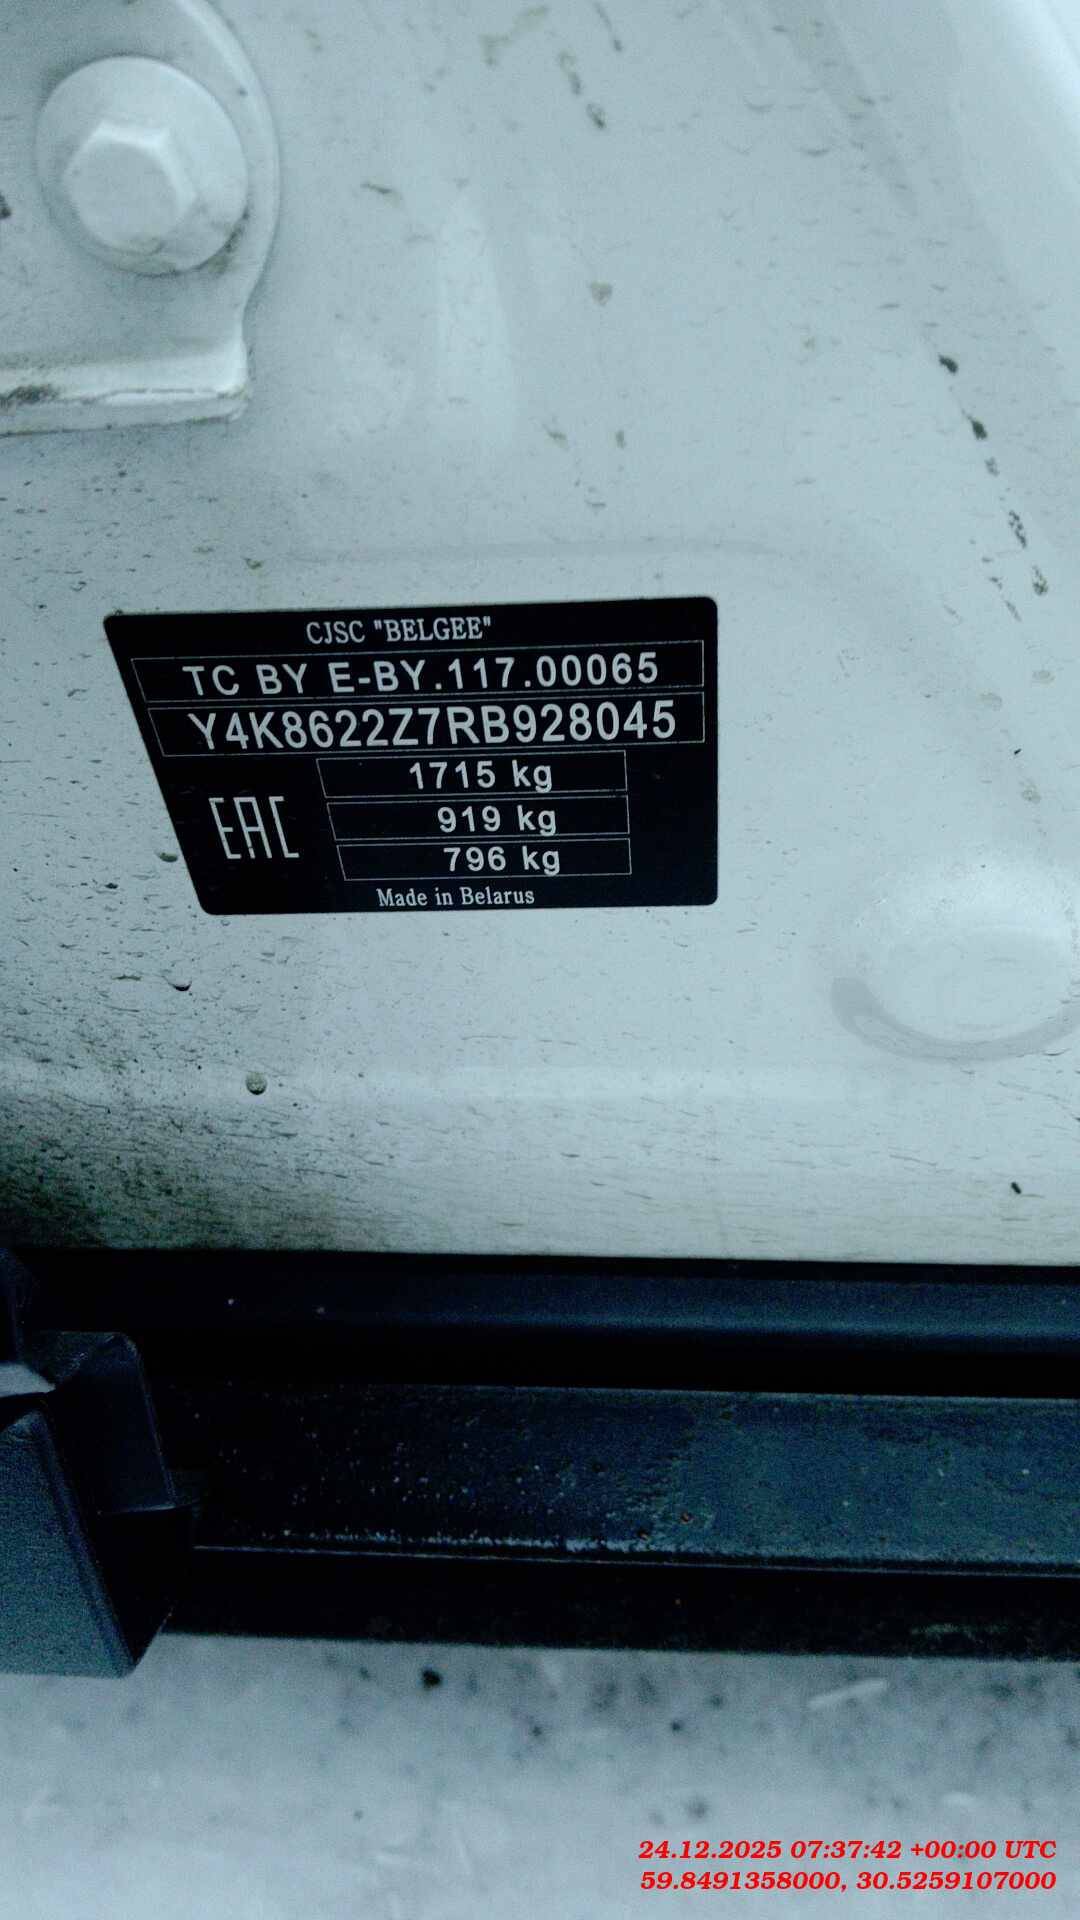 CJSC "BELGEE"
TC BY E-BY.117.00065
Y4K8622Z7RB928045
1715 kg
919 kg
796 kg
EAC
Made in Belarus
24.12.2025 07:37:42 +00:00 UTC
59.8491358000, 30.5259107000